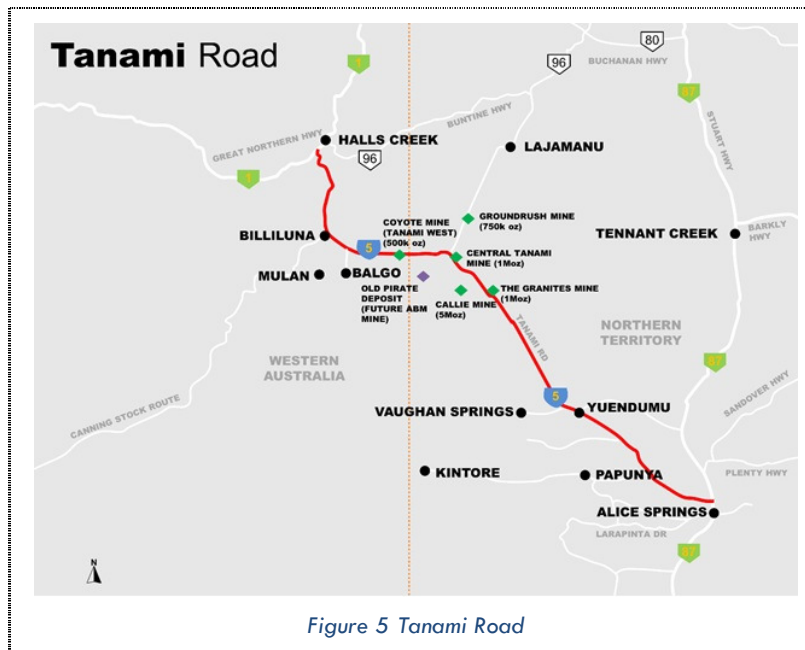 Tanami Road
1
80
96
BUCHANAN HWY
87
BUNTINE HWY
STUART HWY
GREAT NORTHERN HWY
HALLS CREEK
96
LAJAMANU
1
GROUNDRUSH MINE
(750k oz)
COYOTE MINE
(TANAMI WEST)
(500k oz)
BILLILUNA
5
TENNANT CREEK
BARKLY
HWY
CENTRAL TANAMI
MINE (1Moz)
MULAN
BALGO
OLD PIRATE
DEPOSIT
(FUTURE ABM
MINE)
CALLIE MINE
(5Moz)
THE GRANITES MINE
(1Moz)
TANAMI RD
NORTHERN
TERRITORY
WESTERN
AUSTRALIA
87
SANDOVER HWY
CANNING STOCK ROUTE
5
VAUGHAN SPRINGS
YUENDUMU
KINTORE
PAPUNYA
PLENTY HWY
ALICE SPRINGS
LARAPINTA DR
87
N
Figure 5 Tanami Road